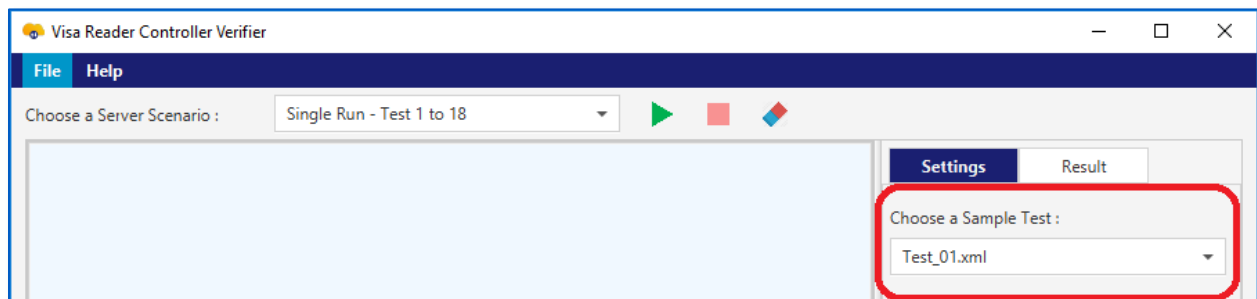 Visa Reader Controller Verifier
File Help
Choose a Server Scenario : Single Run - Test 1 to 18
Settings Result
Choose a Sample Test :
Test_01.xml